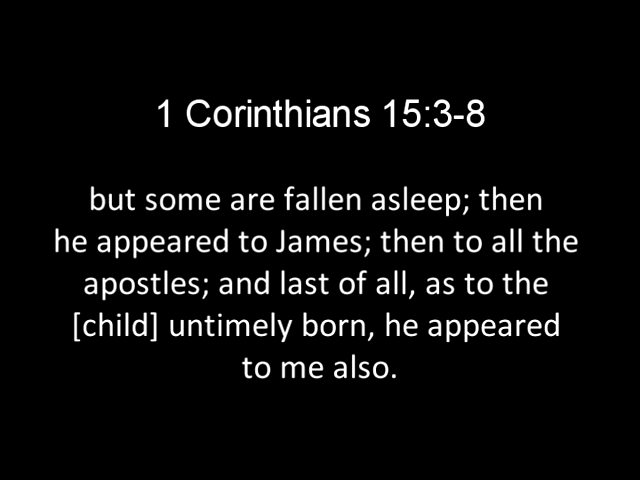 1 Corinthians 15:3-8
but some are fallen asleep; then
he appeared to James; then to all the
apostles; and last of all, as to the
[child] untimely born, he appeared
to me also.